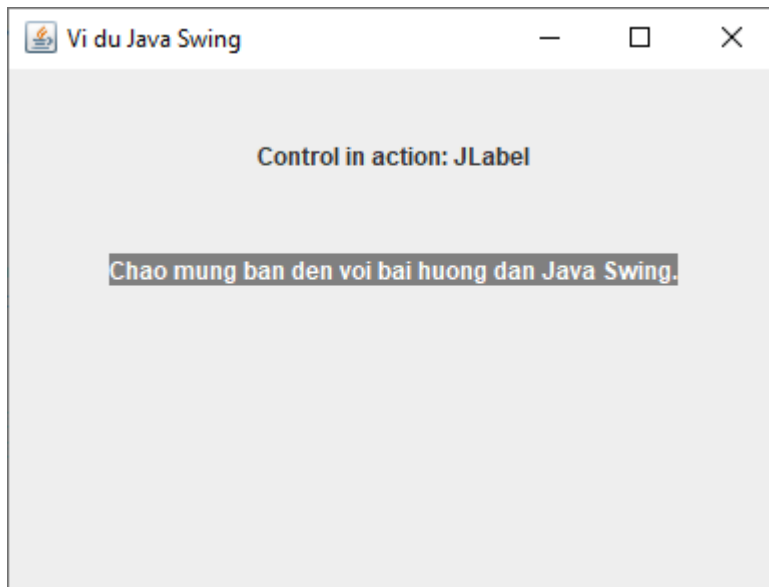 Vi du Java Swing
Control in action: JLabel
Chao mung ban den voi bai huong dan Java Swing.